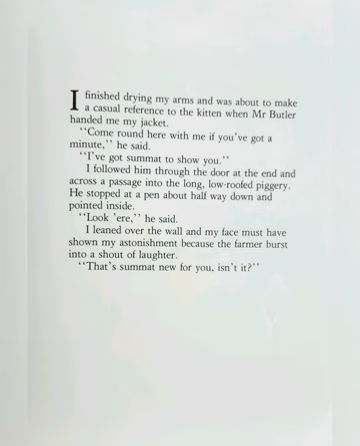 I finished drying my arms and was about to make
a casual reference to the kitten when Mr Butler
handed me my jacket.
"Come round here with me if you've got a
minute," he said.
"I've got summat to show you."
I followed him through the door at the end and
across a passage into the long, low-roofed piggery.
He stopped at a pen about half way down and
pointed inside.
"Look 'ere," he said.
I leaned over the wall and my face must have
shown my astonishment because the farmer burst
into a shout of laughter.
"That's summat new for you, isn't it?"